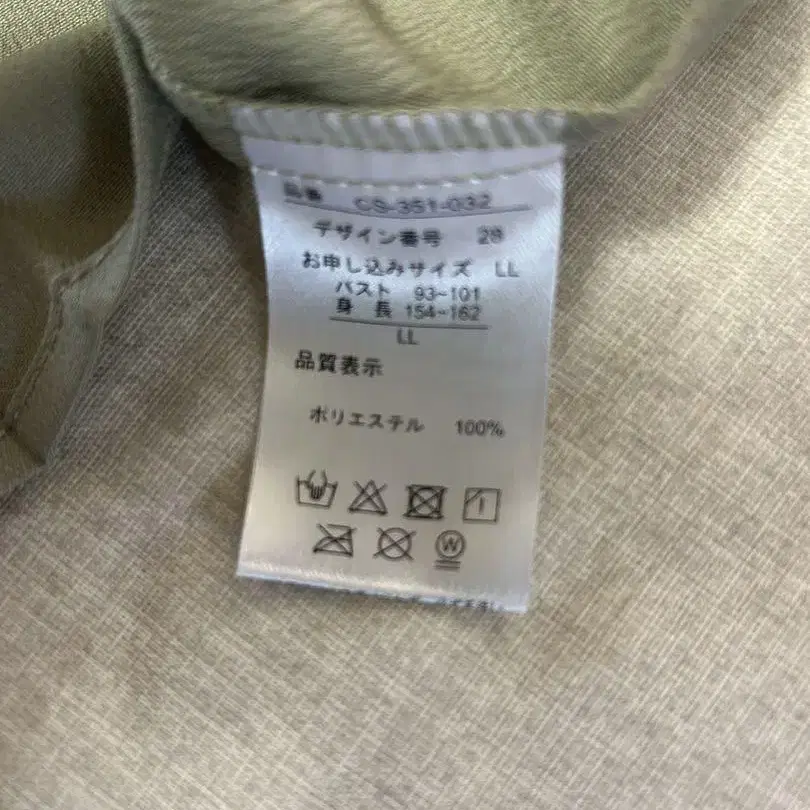 品番 CS-351-032
デザイン番号 28
お申し込みサイズ LL
バスト 93~101
身長 154~162
LL
品質表示
ポリエステル 100%
W